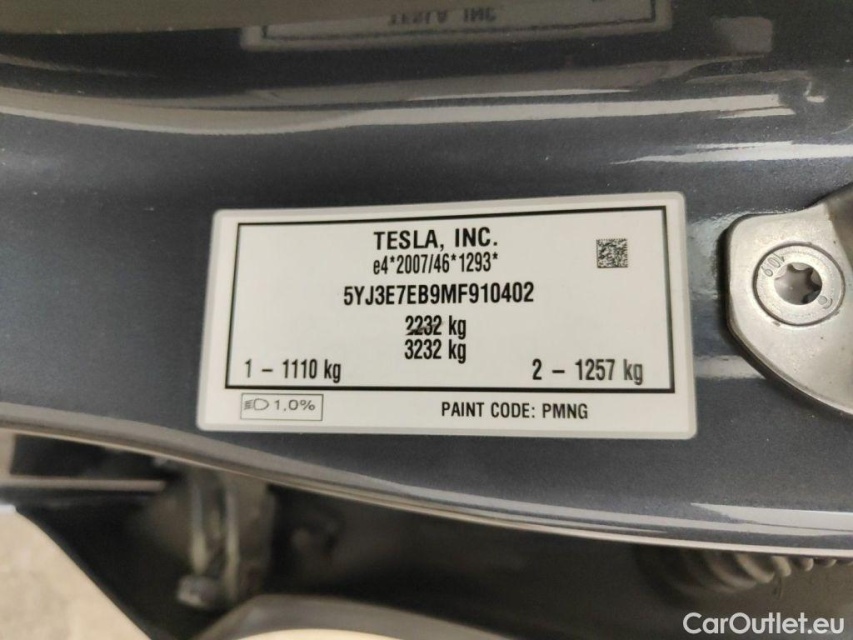 TESLA, INC.
e4*2007/46*1293*
5YJ3E7EB9MF910402
2232 kg
3232 kg
1 – 1110 kg
2 – 1257 kg
1,0%
PAINT CODE: PMNG
CarOutlet.eu